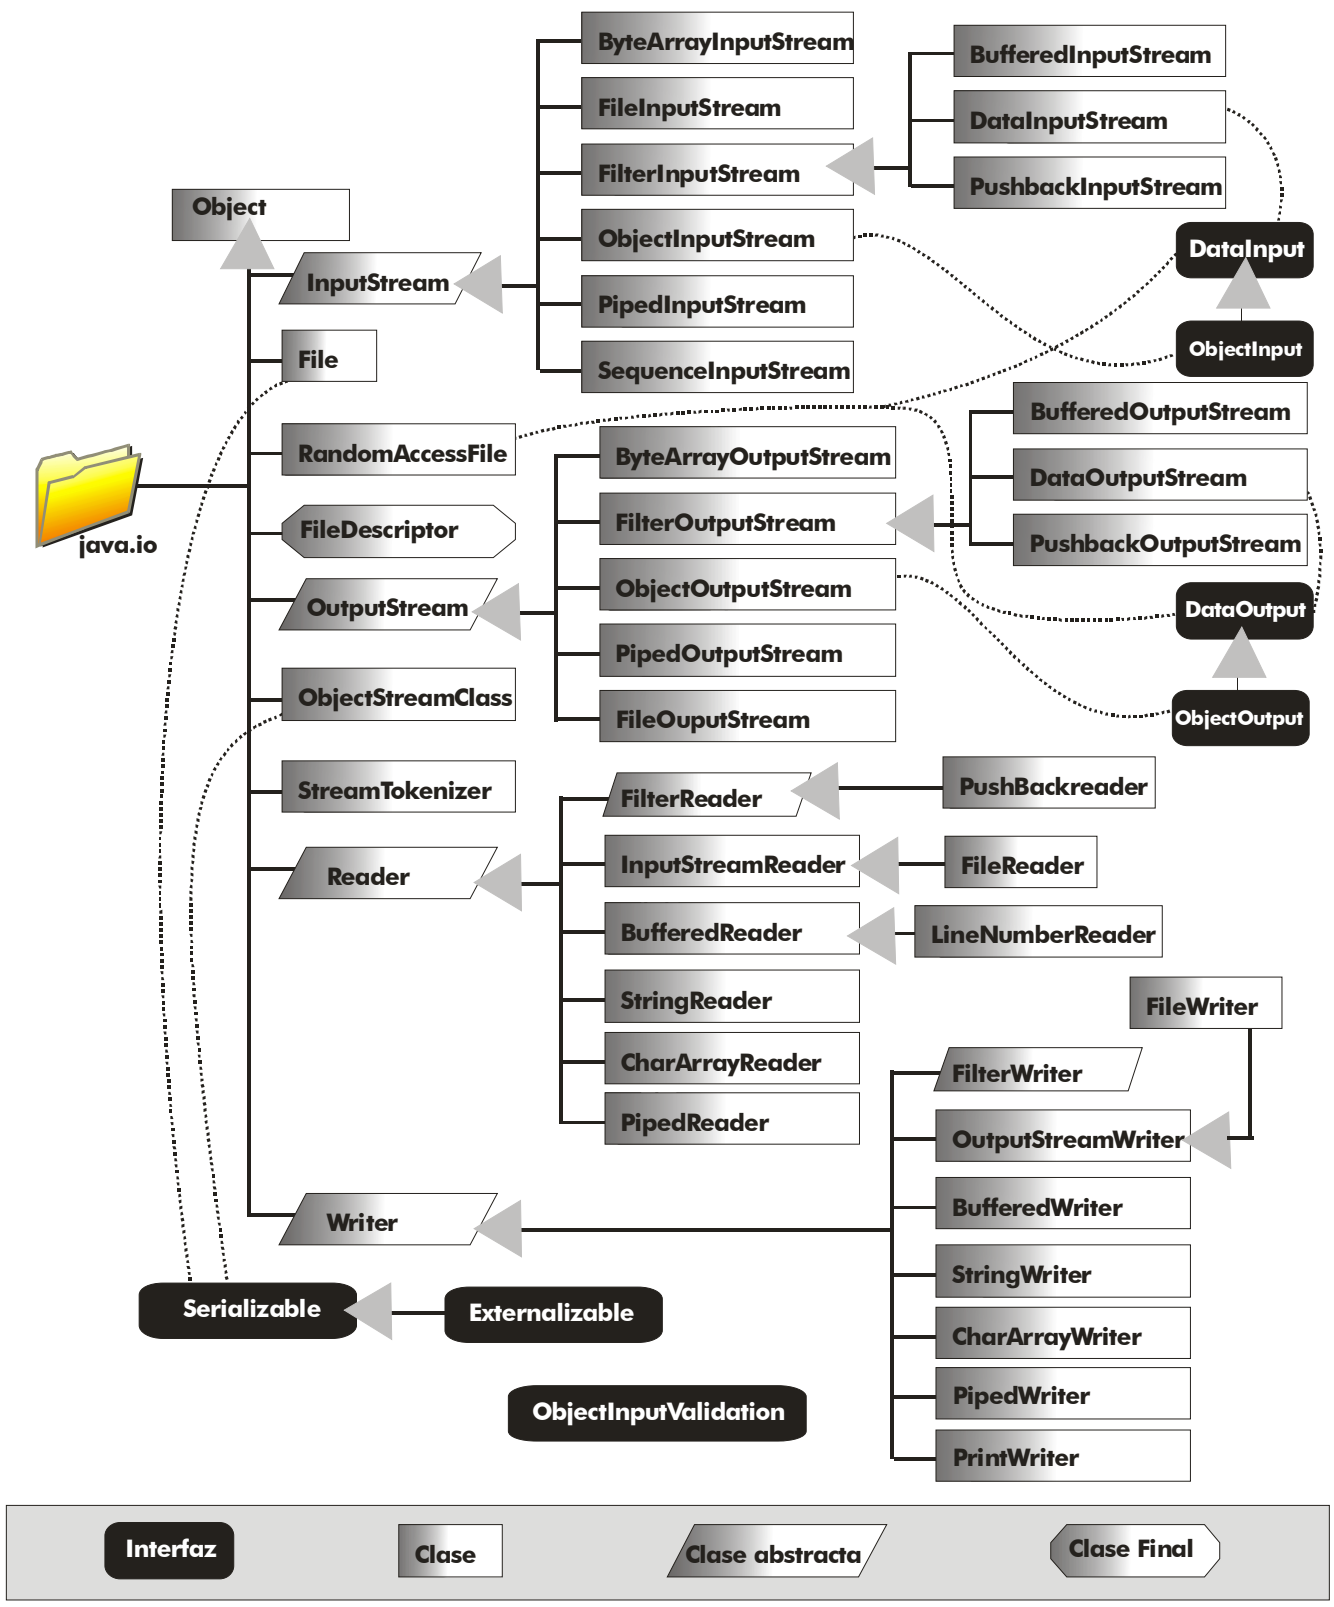 Object
java.io
InputStream
File
RandomAccessFile
FileDescriptor
OutputStream
ObjectStreamClass
StreamTokenizer
Reader
Writer
ByteArrayInputStream
FileInputStream
FilterInputStream
ObjectInputStream
PipedInputStream
SequenceInputStream
BufferedInputStream
DataInputStream
PushbackInputStream
DataInput
ObjectInput
ByteArrayOutputStream
FilterOutputStream
ObjectOutputStream
PipedOutputStream
FileOuputStream
BufferedOutputStream
DataOutputStream
PushbackOutputStream
DataOutput
ObjectOutput
FilterReader
InputStreamReader
BufferedReader
StringReader
CharArrayReader
PipedReader
PushBackreader
FileReader
LineNumberReader
FileWriter
FilterWriter
OutputStreamWriter
BufferedWriter
StringWriter
CharArrayWriter
PipedWriter
PrintWriter
Serializable
Externalizable
ObjectInputValidation
Interfaz
Clase
Clase abstracta
Clase Final